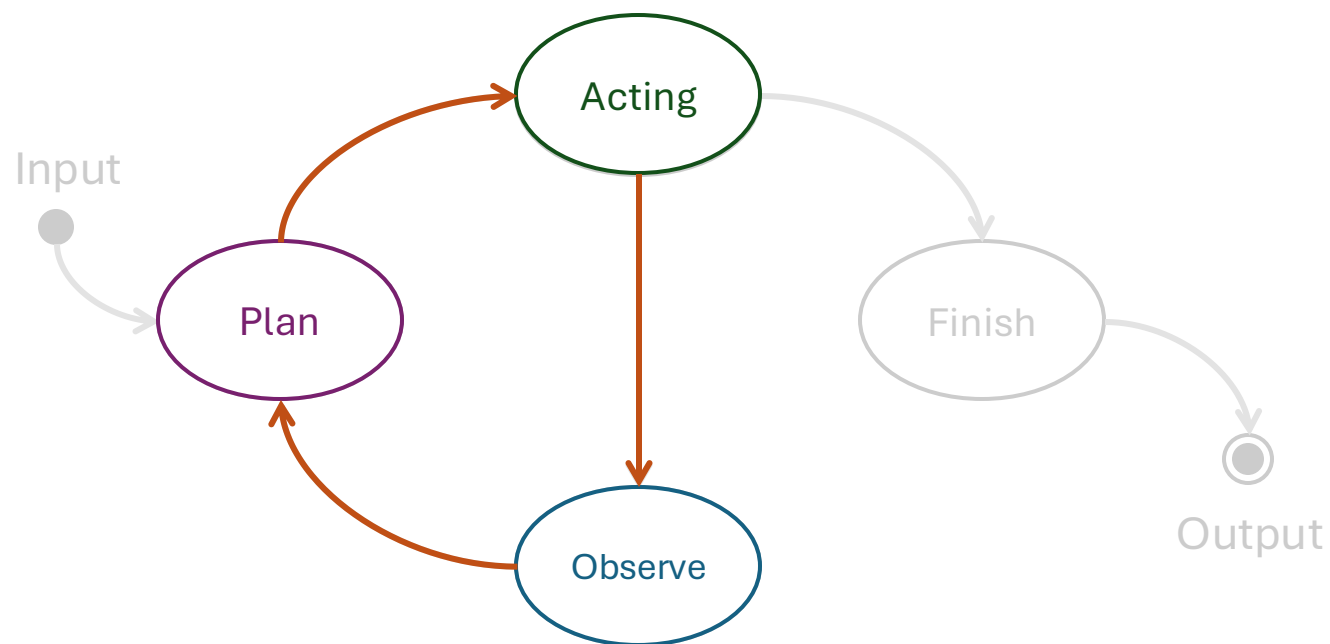 Acting
Input
Plan
Finish
Output
Observe